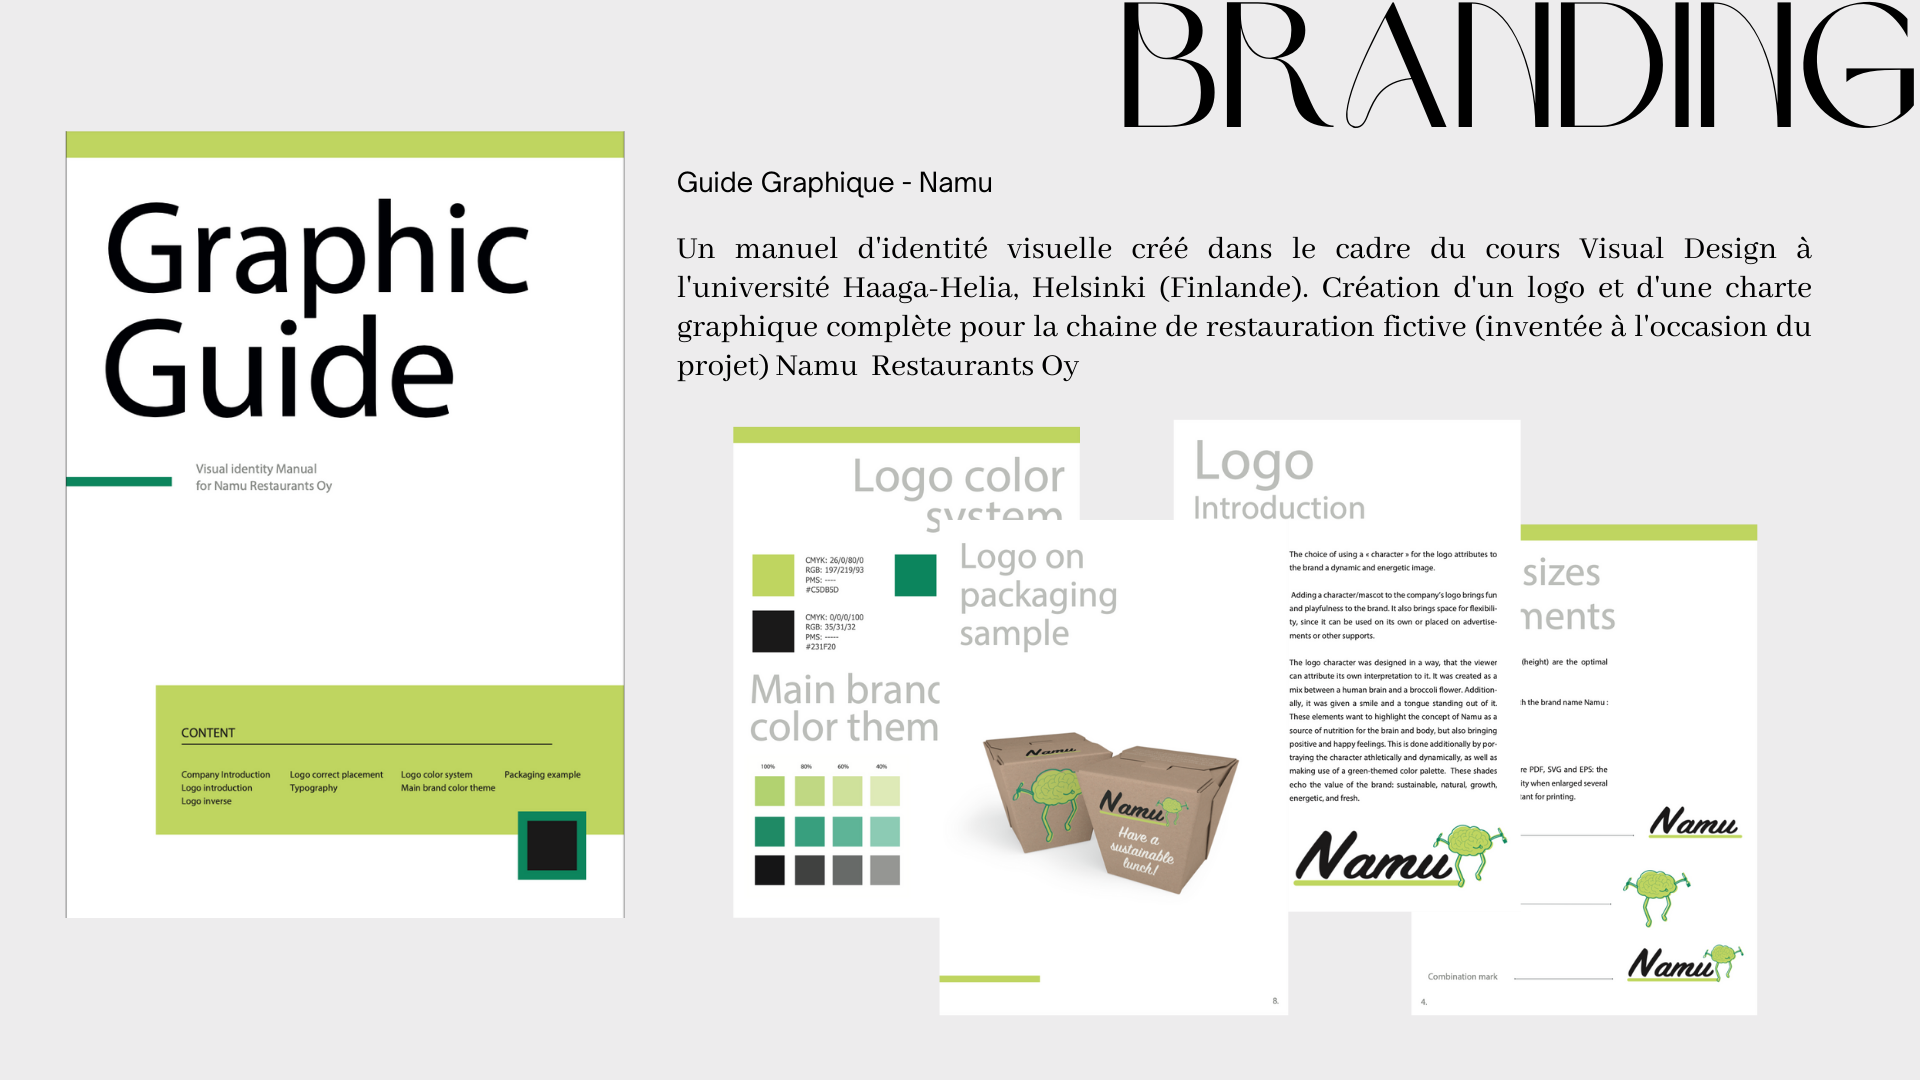 BRANDING
Graphic
Guide
Visual identity Manual
for Namu Restaurants Oy
CONTENT
Company Introduction
Logo introduction
Logo inverse
Logo correct placement
Typography
Logo color system
Main brand color theme
Packaging example
Guide Graphique - Namu
Un manuel d'identité visuelle créé dans le cadre du cours Visual Design à
l'université Haaga-Helia, Helsinki (Finlande). Création d'un logo et d'une charte
graphique complète pour la chaine de restauration fictive (inventée à l'occasion du
projet) Namu Restaurants Oy
Logo color
system
CMYK: 26/0/80/0
RGB: 197/219/93
PMS: ----
#C5DB5D
CMYK: 0/0/0/100
RGB: 35/31/32
PMS: -----
#231F20
Main branc
color them
100% 80% 60% 40%
Logo on
packaging
sample
Namu
Namu
Have a
sustainable
lunch!
8.
Logo
Introduction
The choice of using a « character » for the logo attributes to
the brand a dynamic and energetic image.
Adding a character/mascot to the company's logo brings fun
and playfulness to the brand. It also brings space for flexibili-
ty, since it can be used on its own or placed on advertise-
ments or other supports.
The logo character was designed in a way, that the viewer
can attribute its own interpretation to it. It was created as a
mix between a human brain and a broccoli flower. Addition-
ally, it was given a smile and a tongue standing out of it.
These elements want to highlight the concept of Namu as a
source of nutrition for the brain and body, but also bringing
positive and happy feelings. This is done additionally by por-
traying the character athletically and dynamically, as well as
making use of a green-themed color palette. These shades
echo the value of the brand: sustainable, natural, growth,
energetic, and fresh.
Namu
sizes
ments
(height) are the optimal
h the brand name Namu :
re PDF, SVG and EPS: the
ity when enlarged several
tant for printing.
Namu
Combination mark
Namu
4.